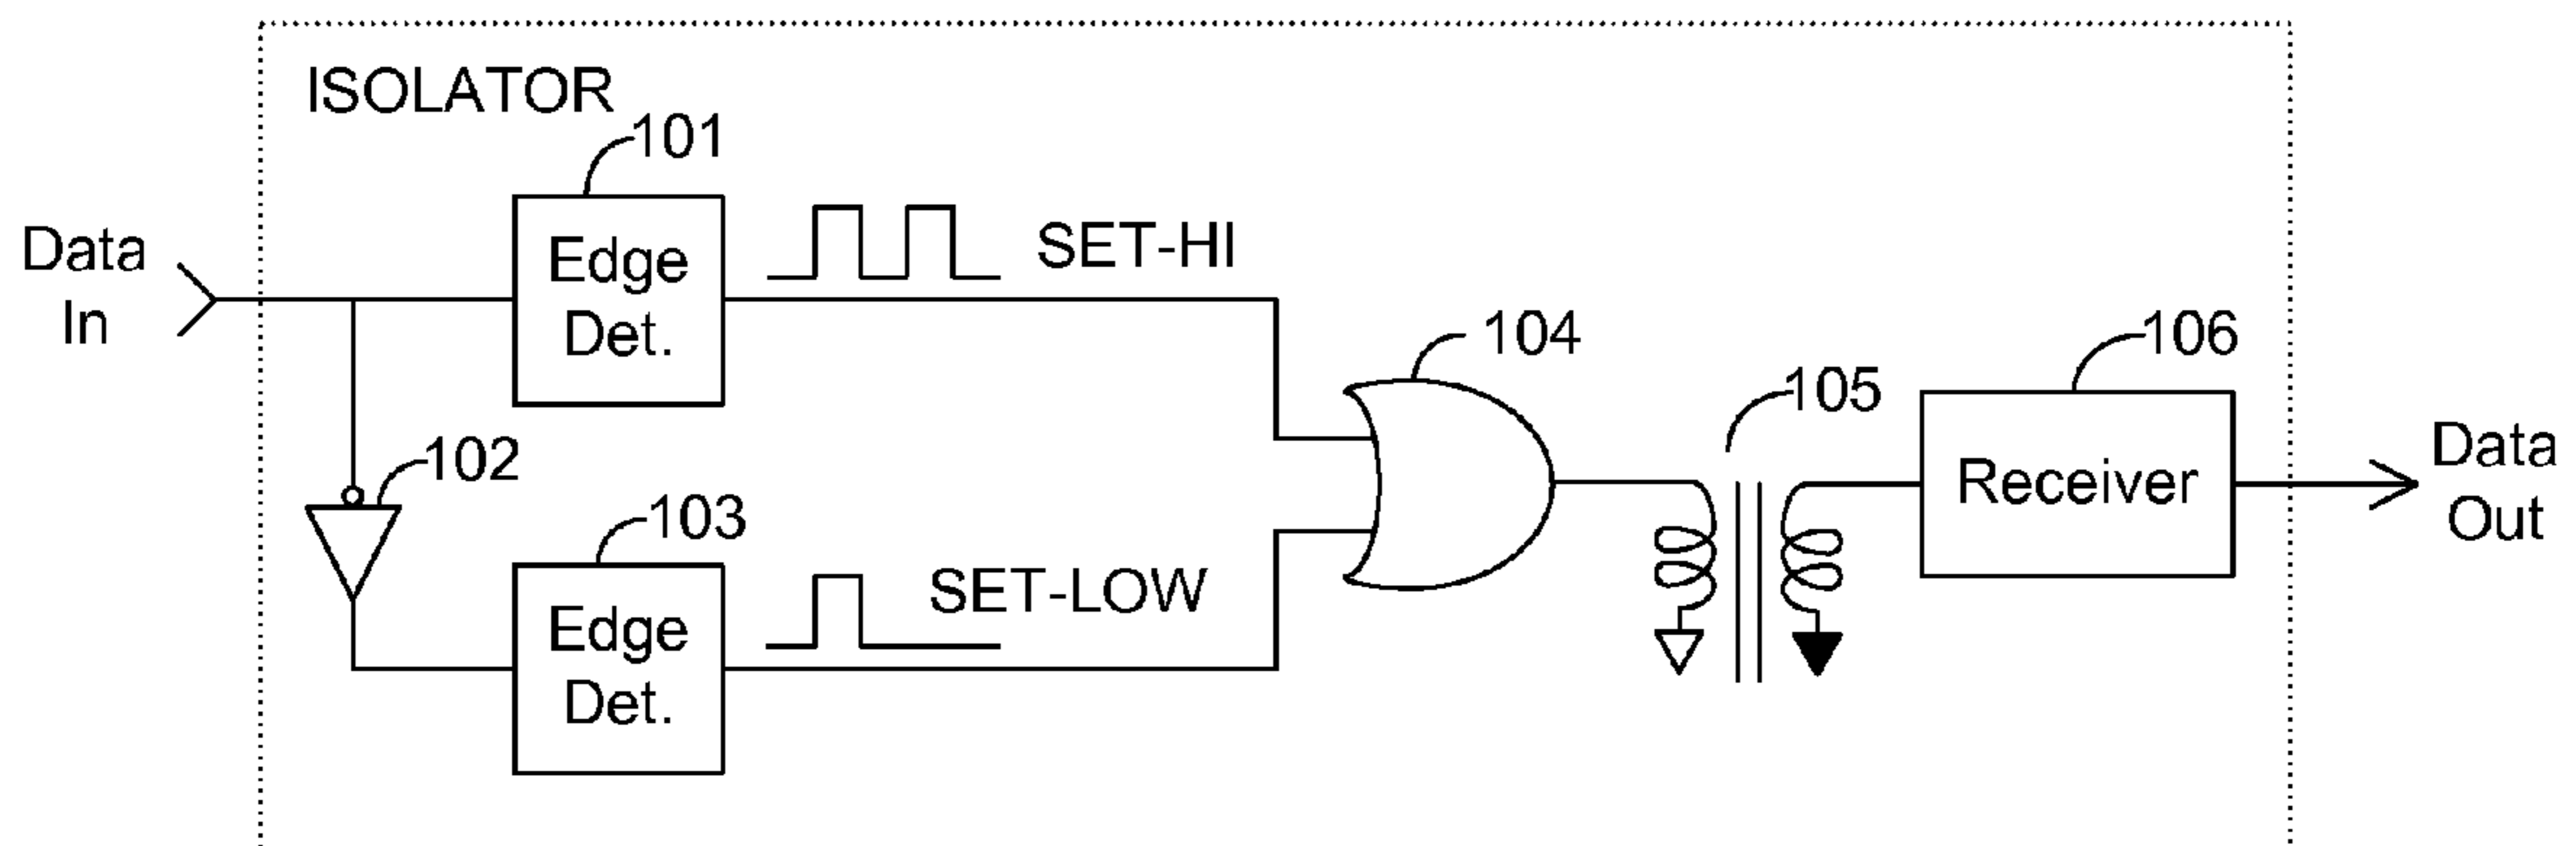 ISOLATOR
101
Data
In
Edge
Det.
SET-HI
102
103
Edge
Det.
SET-LOW
104
105
106
Receiver
Data
Out